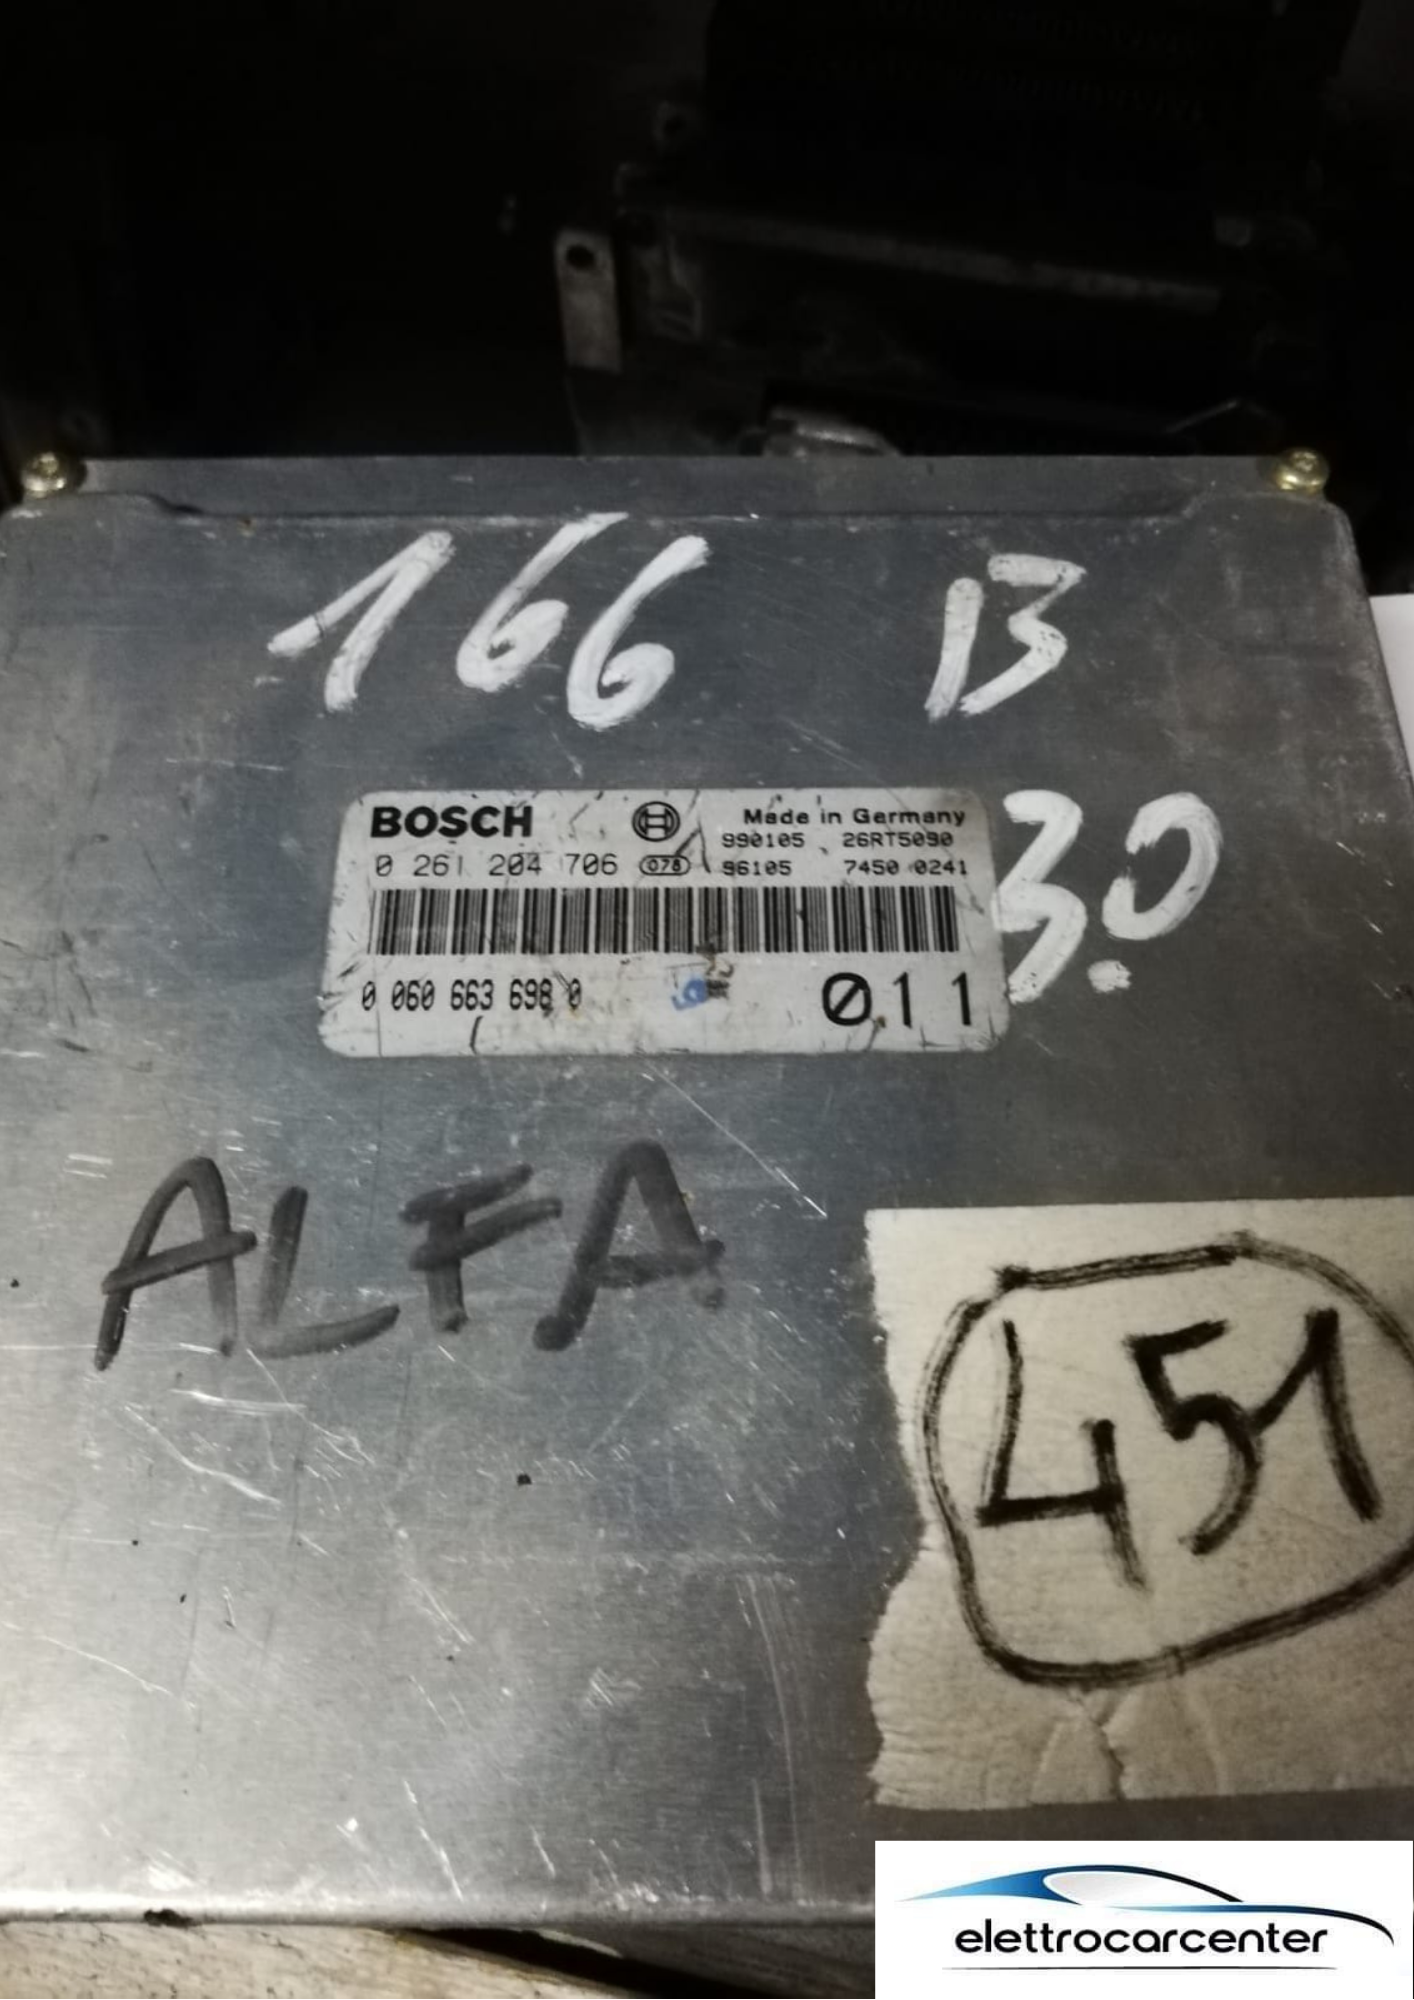 166 B
BOSCH Made in Germany
990105 26RT5090
0 261 204 706 078 96105 7450 0241
3.0
0 060 663 698 0 011
ALFA
451
elettrocarcenter